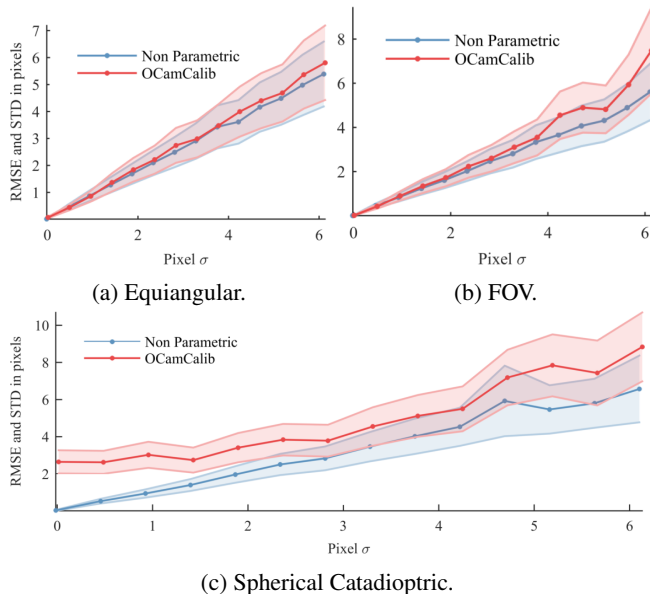 7
6
5
4
3
2
1
0
2
4
6
RMSE and STD in pixels
Non Parametric
OCamCalib
Pixel σ
(a) Equiangular.
8
6
4
2
0
2
4
6
Non Parametric
OCamCalib
Pixel σ
(b) FOV.
10
8
6
4
2
0
1
2
3
4
5
6
RMSE and STD in pixels
Non Parametric
OCamCalib
Pixel σ
(c) Spherical Catadioptric.